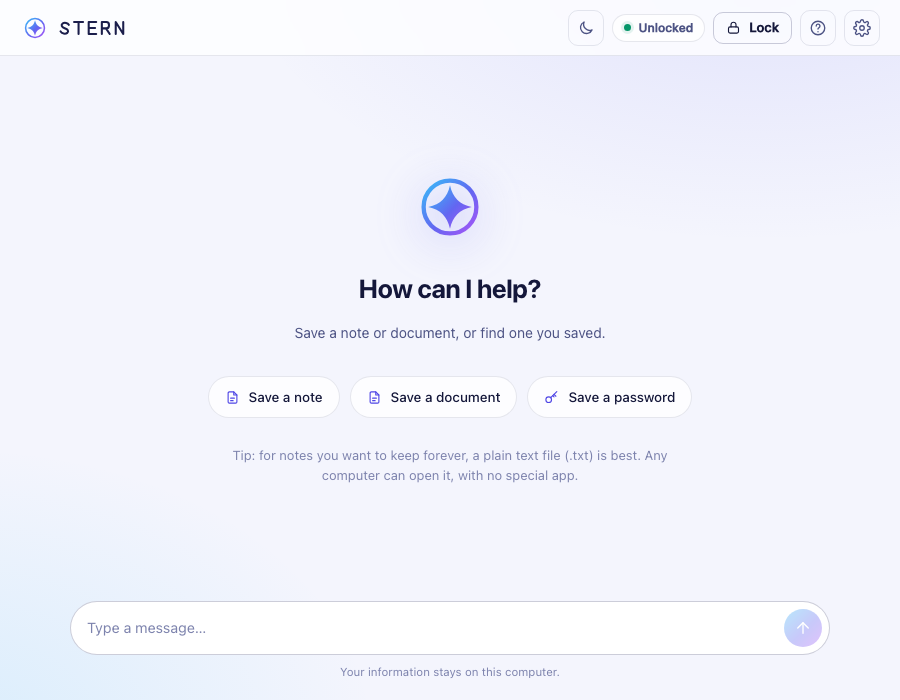 STERN
Unlocked
Lock
How can I help?
Save a note or document, or find one you saved.
Save a note
Save a document
Save a password
Tip: for notes you want to keep forever, a plain text file (.txt) is best. Any
computer can open it, with no special app.
Type a message...
Your information stays on this computer.